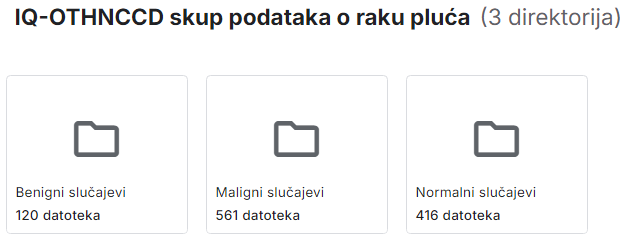 IQ-OTHNCCD skup podataka o raku pluća (3 direktorija)
Benigni slučajevi
120 datoteka
Maligni slučajevi
561 datoteka
Normalni slučajevi
416 datoteka